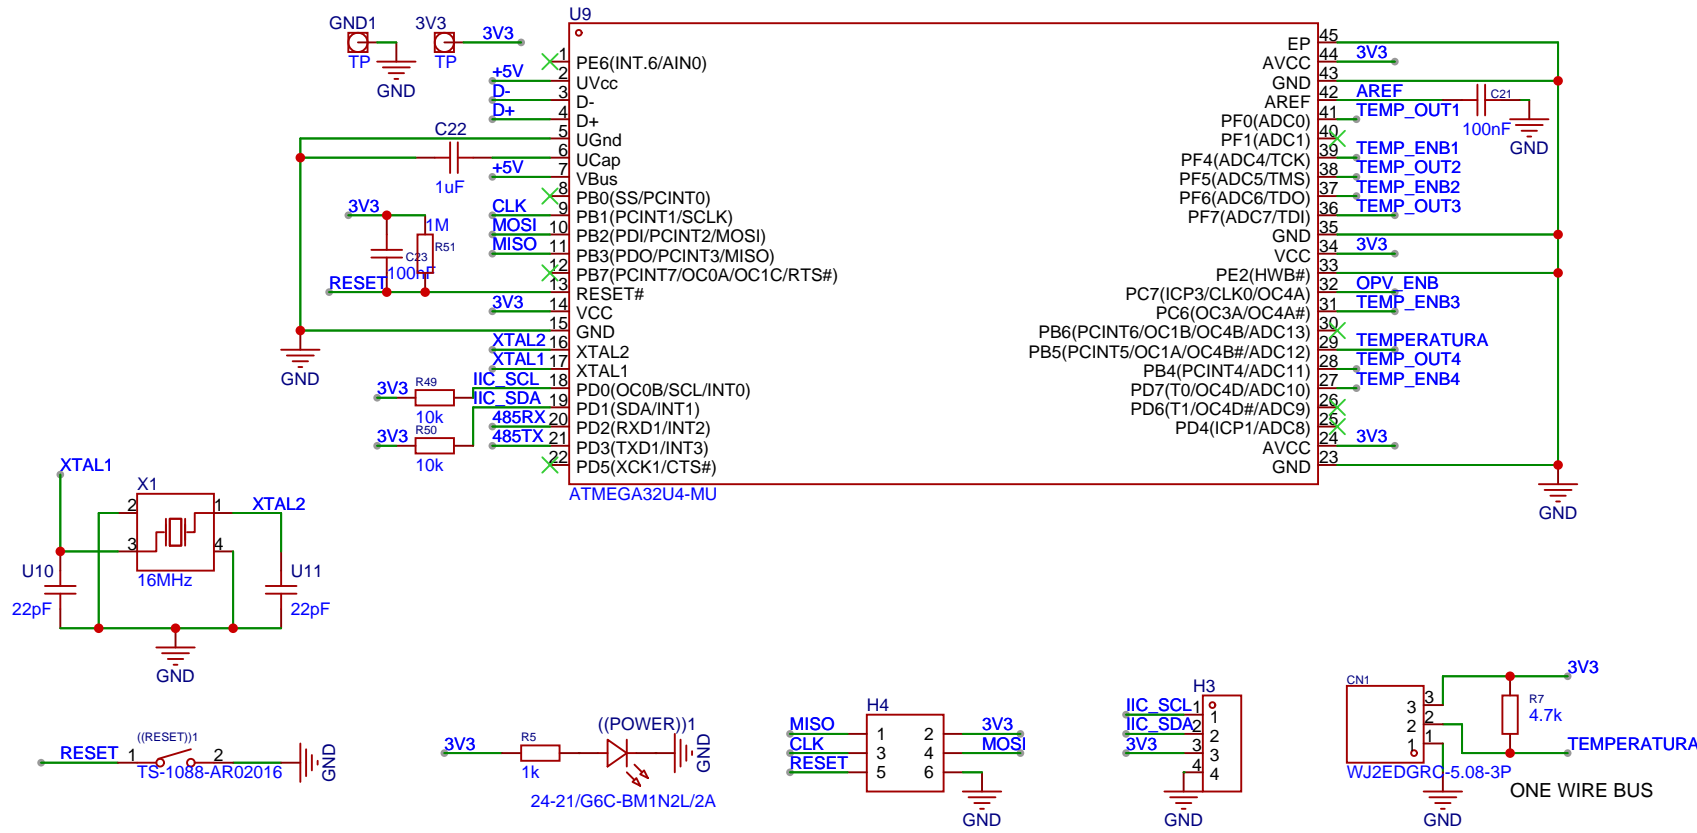 GND1
TP
GND
3V3
TP
3V3
U9
1 PE6(INT.6/AIN0)
+5V 2 UVcc
D- 3 D-
D+ 4 D+
5 UGnd
C22
1uF
6 UCap
+5V 7 VBus
8 PB0(SS/PCINT0)
CLK 9 PB1(PCINT1/SCLK)
MOSI 10 PB2(PDI/PCINT2/MOSI)
MISO 11 PB3(PDO/PCINT3/MISO)
12 PB7(PCINT7/OC0A/OC1C/RTS#)
3V3
1M
R51
C23
100nF
RESET 13 RESET#
3V3 14 VCC
15 GND
GND
XTAL2 16 XTAL2
XTAL1 17 XTAL1
IIC_SCL 18 PD0(OC0B/SCL/INT0)
3V3 R49
10k
IIC_SDA 19 PD1(SDA/INT1)
485RX 20 PD2(RXD1/INT2)
3V3 R50
10k
485TX 21 PD3(TXD1/INT3)
22 PD5(XCK1/CTS#)
ATMEGA32U4-MU
EP 45
AVCC 44 3V3
GND 43
AREF 42 AREF
C21
100nF
GND
PF0(ADC0) 41 TEMP_OUT1
PF1(ADC1) 40
PF4(ADC4/TCK) 39 TEMP_ENB1
PF5(ADC5/TMS) 38 TEMP_OUT2
PF6(ADC6/TDO) 37 TEMP_ENB2
PF7(ADC7/TDI) 36 TEMP_OUT3
GND 35
VCC 34 3V3
PE2(HWB#) 33
PC7(ICP3/CLK0/OC4A) 32 OPV_ENB
PC6(OC3A/OC4A#) 31 TEMP_ENB3
PB6(PCINT6/OC1B/OC4B/ADC13) 30
PB5(PCINT5/OC1A/OC4B#/ADC12) 29 TEMPERATURA
PB4(PCINT4/ADC11) 28 TEMP_OUT4
PD7(T0/OC4D/ADC10) 27 TEMP_ENB4
PD6(T1/OC4D#/ADC9) 26
PD4(ICP1/ADC8) 25
AVCC 24 3V3
GND 23
GND
XTAL1
X1
2 1 XTAL2
3 4
16MHz
U10
22pF
U11
22pF
GND
((RESET))1
RESET 1 2 GND
TS-1088-AR02016
((POWER))1
3V3 R5
1k
GND
24-21/G6C-BM1N2L/2A
H4
MISO 1 2 3V3
CLK 3 4 MOSI
RESET 5 6
GND
H3
IIC_SCL 1 1
IIC_SDA 2 2
3V3 3 3
4 4
GND
CN1
3 3
2 2
1 1
WJ2EDGRC-5.08-3P
GND
3V3
R7
4.7k
TEMPERATURA
ONE WIRE BUS